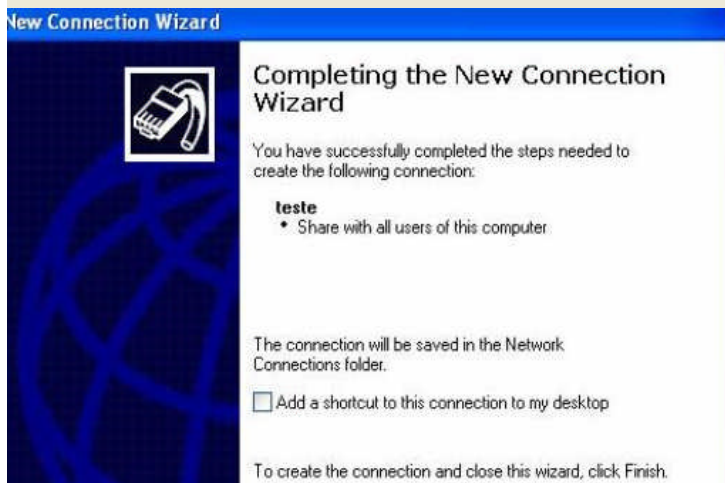 New Connection Wizard
Completing the New Connection
Wizard
You have successfully completed the steps needed to
create the following connection:
teste
• Share with all users of this computer
The connection will be saved in the Network
Connections folder.
Add a shortcut to this connection to my desktop
To create the connection and close this wizard, click Finish.